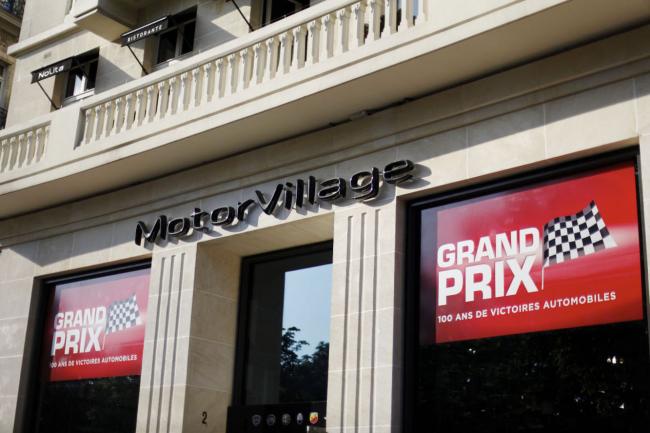 RISTORANTE
NoLita
MotorVillage
GRAND
PRIX
100 ANS DE VICTOIRES AUTOMOBILES
GRAND
PRIX
100 ANS DE VICTOIRES AUTOMOBILES
2